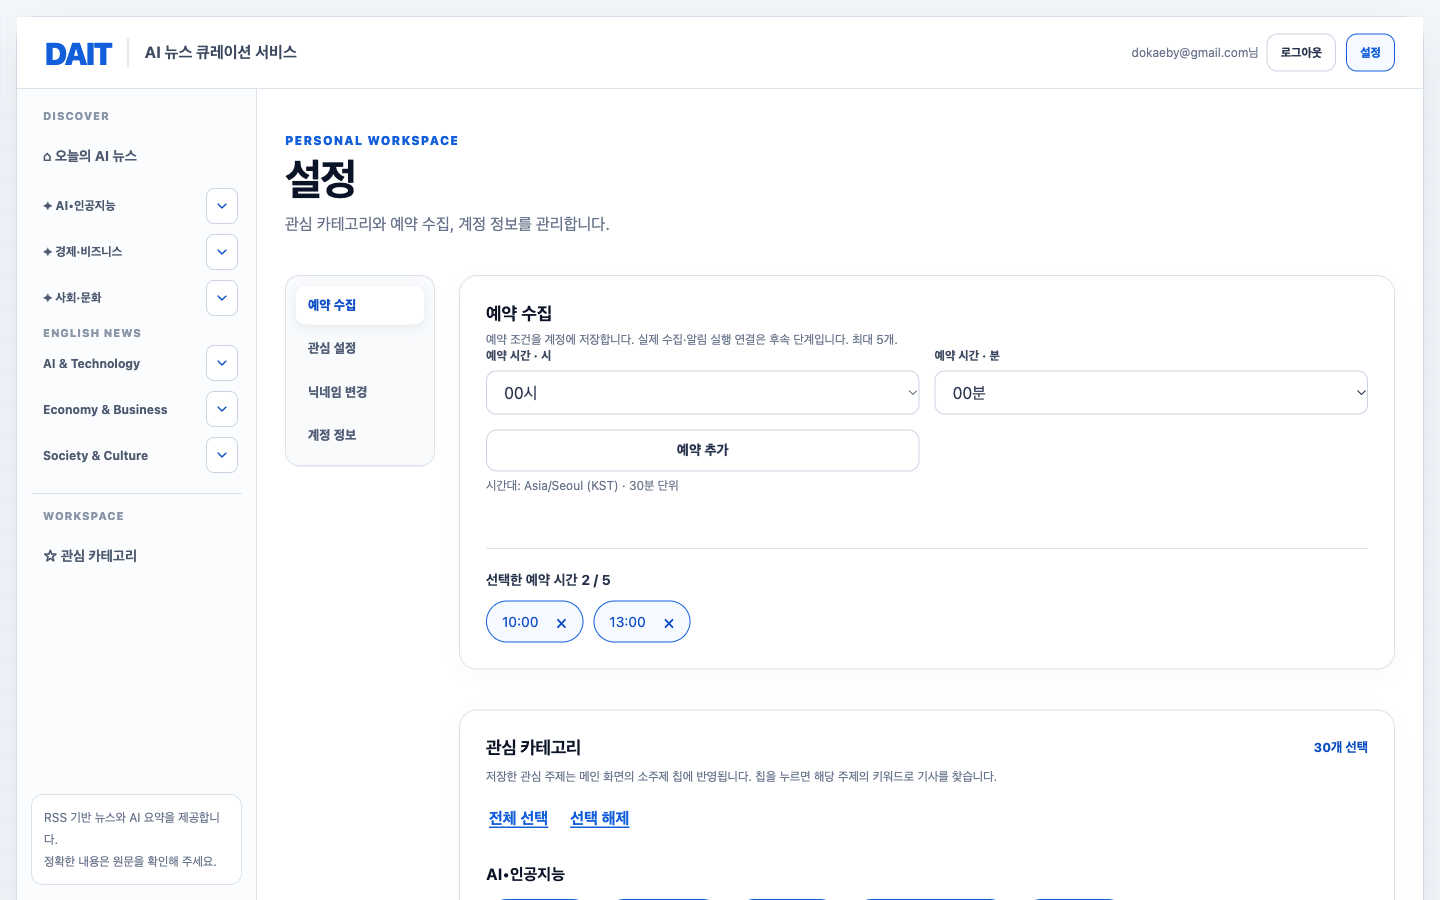 DAIT
AI 뉴스 큐레이션 서비스
dokaeby@gmail.com님
로그아웃
설정
DISCOVER
⌂ 오늘의 AI 뉴스
✦ AI•인공지능
✦ 경제·비즈니스
✦ 사회·문화
ENGLISH NEWS
AI & Technology
Economy & Business
Society & Culture
WORKSPACE
☆ 관심 카테고리
RSS 기반 뉴스와 AI 요약을 제공합니
다.
정확한 내용은 원문을 확인해 주세요.
PERSONAL WORKSPACE
설정
관심 카테고리와 예약 수집, 계정 정보를 관리합니다.
예약 수집
관심 설정
닉네임 변경
계정 정보
예약 수집
예약 조건을 계정에 저장합니다. 실제 수집·알림 실행 연결은 후속 단계입니다. 최대 5개.
예약 시간 · 시
예약 시간 · 분
00시
00분
예약 추가
시간대: Asia/Seoul (KST) · 30분 단위
선택한 예약 시간 2 / 5
10:00 ×
13:00 ×
관심 카테고리
30개 선택
저장한 관심 주제는 메인 화면의 소주제 칩에 반영됩니다. 칩을 누르면 해당 주제의 키워드로 기사를 찾습니다.
전체 선택
선택 해제
AI•인공지능